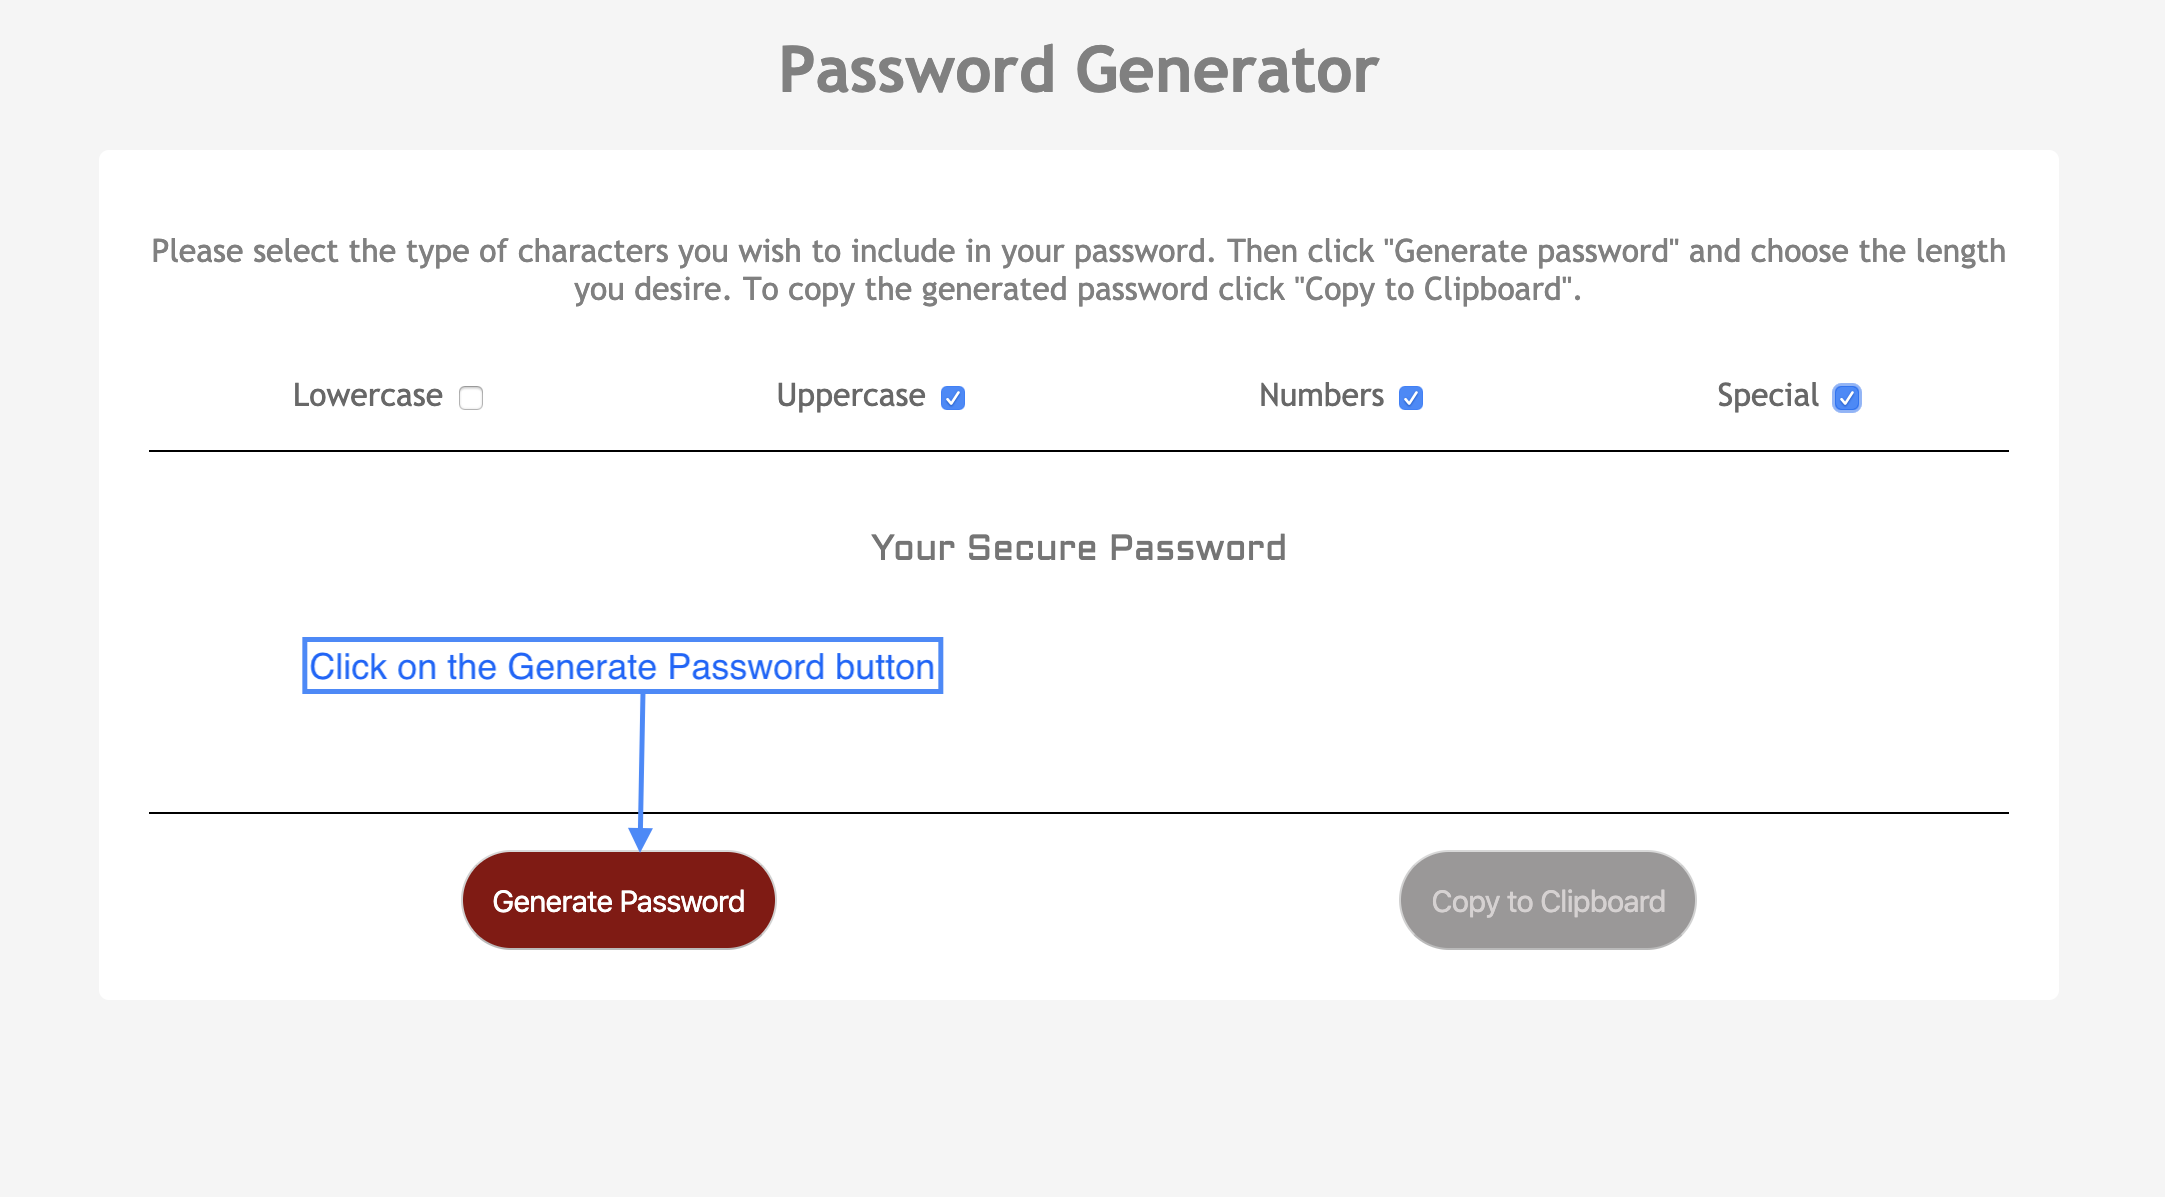 Password Generator
Please select the type of characters you wish to include in your password. Then click "Generate password" and choose the length
you desire. To copy the generated password click "Copy to Clipboard".
Lowercase Uppercase Numbers Special
Your Secure Password
Click on the Generate Password button
Generate Password Copy to Clipboard